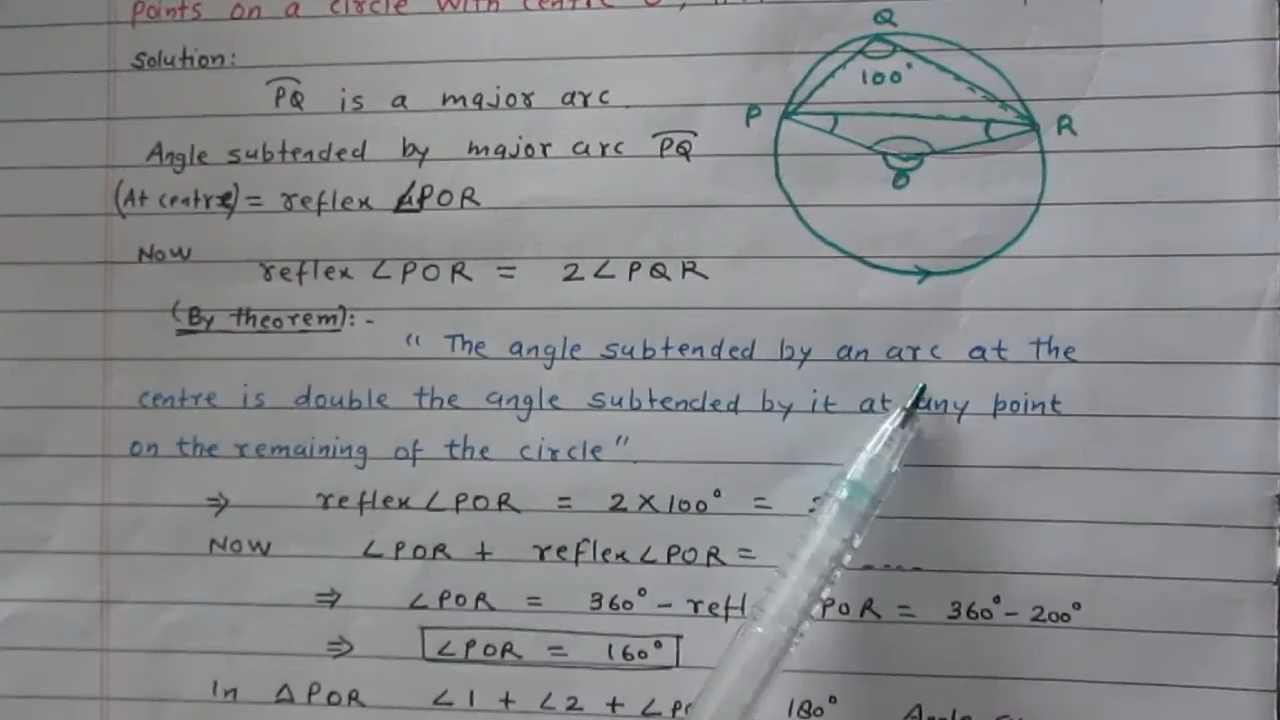 points on a circle with centre O,
Solution:
PQ is a major arc.
Angle subtended by major arc PQ
(At centre) = reflex ∠POR
Now
reflex ∠POR = 2∠PQR
(By theorem):-
" The angle subtended by an arc at the
centre is double the angle subtended by it at any point
on the remaining of the circle"
⇒ reflex∠POR = 2×100° =
Now ∠POR + reflex∠POR =
⇒ ∠POR = 360° - refl POR = 360° - 200°
⇒ ∠POR = 160°
In △POR ∠1 + ∠2 + 180°
Q
100°
P
R
O